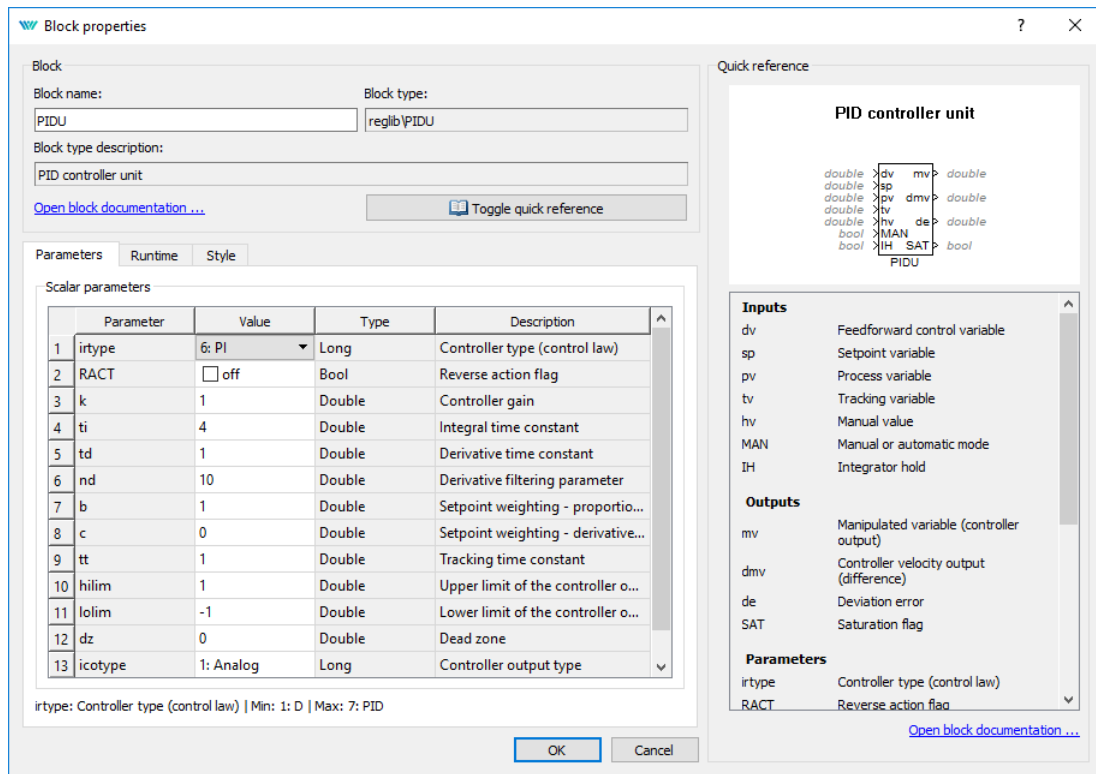 Block properties
?
Block
Block name:
Block type:
PIDU
reglib\PIDU
Block type description:
PID controller unit
Open block documentation ...
Toggle quick reference
Parameters
Runtime
Style
Scalar parameters
Parameter Value Type Description
1 irtype 6: PI Long Controller type (control law)
2 RACT off Bool Reverse action flag
3 k 1 Double Controller gain
4 ti 4 Double Integral time constant
5 td 1 Double Derivative time constant
6 nd 10 Double Derivative filtering parameter
7 b 1 Double Setpoint weighting - proportio...
8 c 0 Double Setpoint weighting - derivative...
9 tt 1 Double Tracking time constant
10 hilim 1 Double Upper limit of the controller o...
11 lolim -1 Double Lower limit of the controller o...
12 dz 0 Double Dead zone
13 icotype 1: Analog Long Controller output type
irtype: Controller type (control law) | Min: 1: D | Max: 7: PID
OK
Cancel
Quick reference
PID controller unit
double dv mv double
double sp
double pv dmv double
double tv
double hv de double
bool MAN
bool IH SAT bool
PIDU
Inputs
dv Feedforward control variable
sp Setpoint variable
pv Process variable
tv Tracking variable
hv Manual value
MAN Manual or automatic mode
IH Integrator hold
Outputs
mv Manipulated variable (controller
output)
dmv Controller velocity output
(difference)
de Deviation error
SAT Saturation flag
Parameters
irtype Controller type (control law)
RACT Reverse action flag
Open block documentation ...